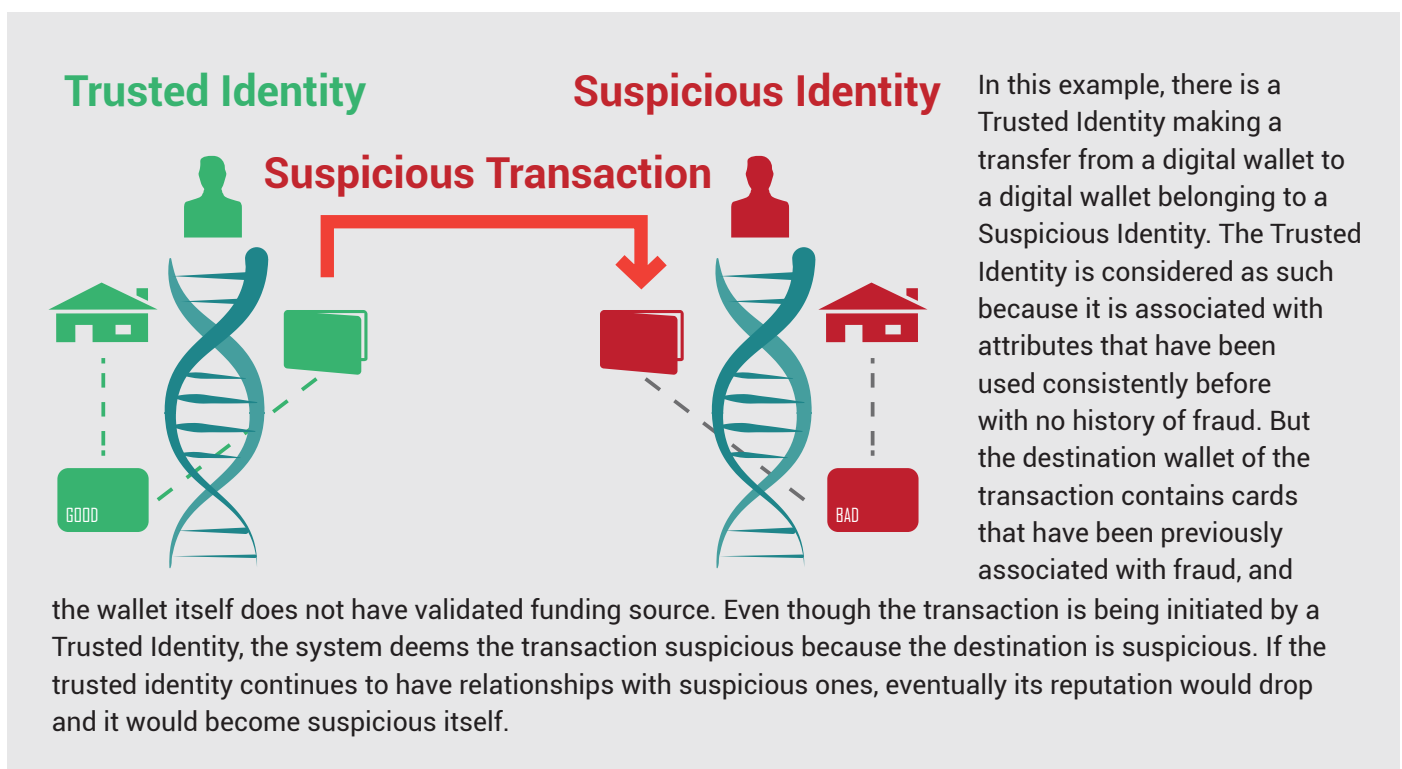 Trusted Identity
Suspicious Identity
Suspicious Transaction
GOOD
BAD
In this example, there is a
Trusted Identity making a
transfer from a digital wallet to
a digital wallet belonging to a
Suspicious Identity. The Trusted
Identity is considered as such
because it is associated with
attributes that have been
used consistently before
with no history of fraud. But
the destination wallet of the
transaction contains cards
that have been previously
associated with fraud, and
the wallet itself does not have validated funding source. Even though the transaction is being initiated by a
Trusted Identity, the system deems the transaction suspicious because the destination is suspicious. If the
trusted identity continues to have relationships with suspicious ones, eventually its reputation would drop
and it would become suspicious itself.